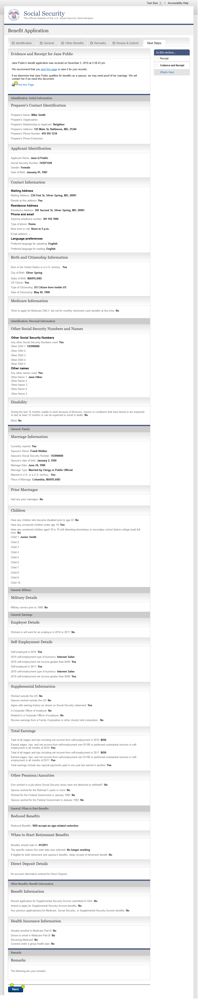 Text Size | Accessibility Help
Social Security
The Official Website of the U.S. Social Security Administration
Benefit Application
Identification General Other Benefits Remarks Review & Submit Next Steps
Evidence and Receipt for Jane Public
Jane Public's benefit application was received on November 5, 2010 at 2:58:43 pm.
We recommend that you print this page or save it for your records.
If we determine that Jane Public qualifies for benefits as a spouse, we may need proof of her marriage. We will
contact her if we need this document.
Print this Page
In this section...
Receipt
Evidence and Receipt
What's Next
Identification: Initial Information
Preparer's Contact Identification
Preparer's Name: Mike Smith
Preparer's Organization:
Preparer's Relationship to Applicant: Neighbor
Preparer's Address: 123 Main St, Baltimore, MD, 21244
Preparer's Phone Number: 410 555 1234
Preparer's Phone Extension:
Applicant Identification
Applicant Name: Jane Q Public
Social Security Number: 743971249
Gender: Female
Date of Birth: January 01, 1907
Contact Information
Mailing Address
Mailing Address: 234 First St, Silver Spring, MD, 20901
Reside at this address: Yes
Residence Address
Residence Address: 345 Second St, Silver Spring, MD, 20901
Phone and email
Daytime telephone number: 301 555 7890
Type of phone: Home
Best time to call: Noon to 5 p.m.
Email address: --
Language preferences
Preferred language for speaking: English
Preferred language for reading: English
Birth and Citizenship Information
Born in the United States or a U.S. territory : Yes
City of Birth: Silver Spring
State of Birth: MARYLAND
US Citizen: Yes
Type of Citizenship: US Citizen born inside US
Date of Citizenship: May 05, 1990
Medicare Information
Wish to apply for Medicare ONLY, but not for monthly retirement cash benefits at this time: No
Identification: Personal Information
Other Social Security Numbers and Names
Other Social Security Numbers
Any other Social Security Numbers used: Yes
Other SSN 1: 743990000
Other SSN 2:
Other SSN 3:
Other SSN 4:
Other SSN 5:
Other names
Any other names used: Yes
Other Name 1: Jane Other
Other Name 2:
Other Name 3:
Other Name 4:
Other Name 5:
Disability
During the last 14 months unable to work because of illnesses, injuries or conditions that have lasted or are expected
to last at least 12 months or can be expected to result in death: No
Blind: No
General: Family
Marriage Information
Currently married: Yes
Spouse's Name: Frank Walker
Spouse's Social Security Number: 743990000
Spouse's date of birth: January 2, 1950
Marriage Date: June 24, 1990
Marriage Type: Married by Clergy or Public Official
Married in U.S. or a U.S. territory : Yes
Place of Marriage: Columbia, MARYLAND
Prior Marriages
Had any prior marriages: No
Children
Have any children who became disabled prior to age 22: No
Have any unmarried children under age 18: Yes
Have any unmarried children aged 18 to 19 still attending elementary or secondary school (below college level) full
time: No
Child 1: Junior Smith
Child 2:
Child 3:
Child 4:
Child 5:
Child 6:
Child 7:
Child 8:
Child 9:
Child 10:
General: Military
Military Details
Military service prior to 1968: No
General: Earnings
Employer Details
Worked or will work for an employer in 2010 or 2011: No
Self-Employment Details
Self-employed in 2010: Yes
2010 self-employment type of business: Internet Sales
2010 self-employment net income greater than $400: Yes
Self-employed in 2011: Yes
2010 self-employment type of business: Internet Sales
2010 self-employment net income greater than $400: Yes
Supplemental Information
Worked outside the US: No
Spouse worked outside the US: No
Agree with earning history as shown on Social Security statement: Yes
A Corporate Officer of employer: No
Related to a Corporate Officer of employer: No
Receive earnings from a Family Corporation or other closely held corporation: No
Total Earnings
Total of all wages and tips including net income from self-employment in 2010: $450
Earned wages, tips, and net income from self-employment over $1180 or performed substantial services in self-
employment in all months of 2010: Yes
Total of all wages and tips including net income from self-employment in 2011: $450
Earned wages, tips, and net income from self-employment over $1180 or performed substantial services in self-
employment in all months of 2011: Yes
Total earnings include any special payments paid in one year but earned in another: Yes
Other Pensions/Annuities
Ever worked in a job where Social Security taxes were not deducted or withheld?: No
Spouse worked for the Railroad 5 years or more: No
Worked for the Federal Government in January 1983: No
Spouse worked for the Federal Government in January 1983: No
General: When to Start Benefits
Reduced Benefits
Reduced Benefits: Will accept an age-related reduction
When to Start Retirement Benefits
Benefits should start in: 01/2011
The specific reason this start date was selected: No longer working
If eligible for both retirement and spouse's benefits, delay receipt of retirement benefit: No
Direct Deposit Details
No account information entered for Direct Deposit.
Other Benefits: Benefit Information
Benefit Information
Recent application for Supplemental Security Income submitted to SSA: No
Intend to apply for Supplemental Security Income benefits: No
Any previous application(s) for Medicare, Social Security, or Supplemental Security Income benefits: No
Health Insurance Information
Already enrolled in Medicare Part B: No
Desire to enroll in Medicare Part B: No
Receiving Medicaid: No
Covered under a group health plan: No
Remarks
Remarks
The following are your remarks:
Next